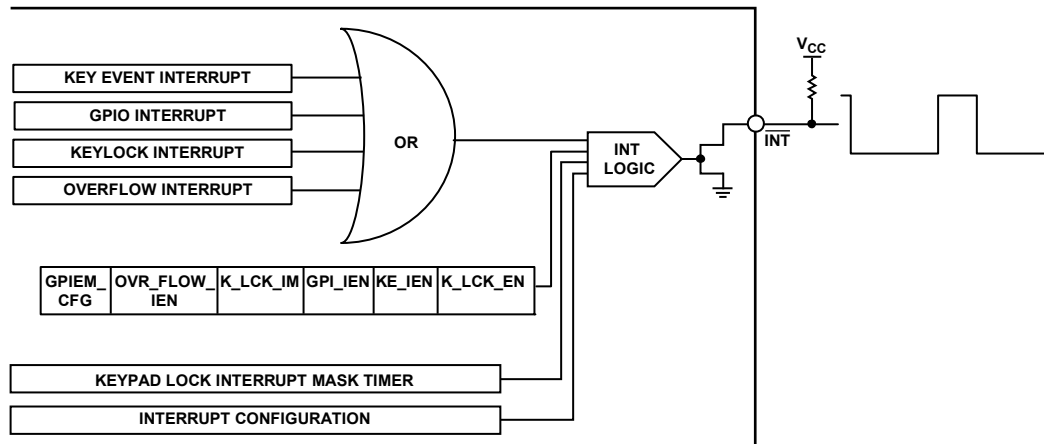 V_CC
KEY EVENT INTERRUPT
GPIO INTERRUPT
KEYLOCK INTERRUPT
OVERFLOW INTERRUPT
OR
INT
LOGIC
INT
GPIEM_
CFG
OVR_FLOW_
IEN
K_LCK_IM
GPI_IEN
KE_IEN
K_LCK_EN
KEYPAD LOCK INTERRUPT MASK TIMER
INTERRUPT CONFIGURATION